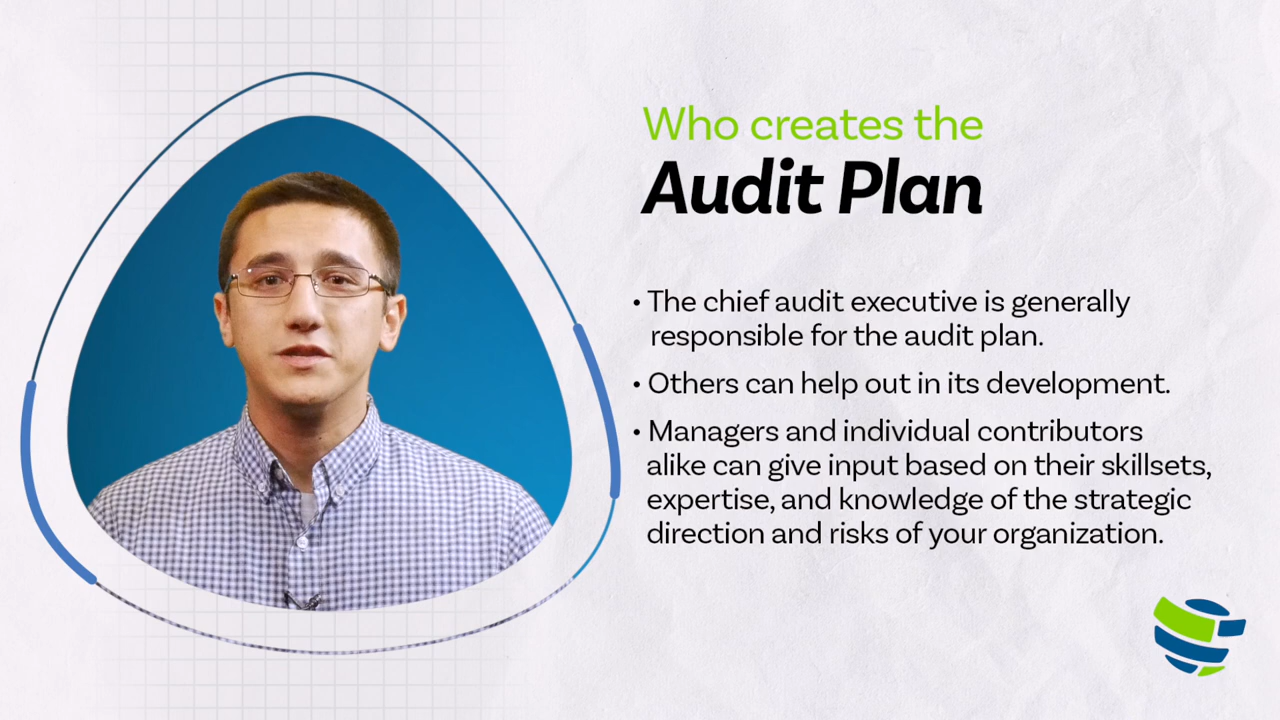 Who creates the
Audit Plan
• The chief audit executive is generally
responsible for the audit plan.
• Others can help out in its development.
• Managers and individual contributors
alike can give input based on their skillsets,
expertise, and knowledge of the strategic
direction and risks of your organization.